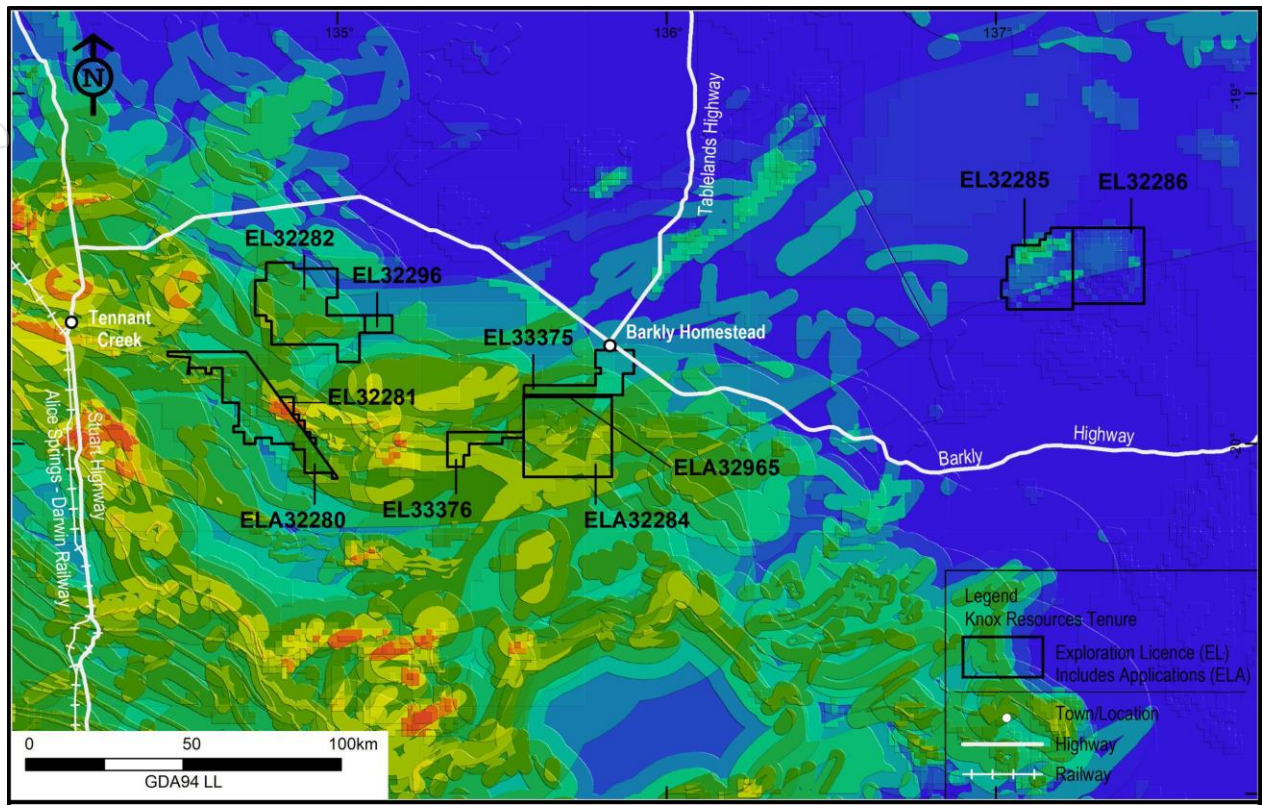 135°
136°
137°
-19°
N
Tablelands Highway
EL32285
EL32286
EL32282
EL32296
Tennant
Creek
Barkly Homestead
EL33375
EL32281
Alice Springs - Darwin Railway
Stuart Highway
-20°
Highway
Barkly
ELA32965
EL33376
ELA32280
ELA32284
Legend
Knox Resources Tenure
Exploration Licence (EL)
Includes Applications (ELA)
Town/Location
Highway
Railway
0 50 100km
GDA94 LL